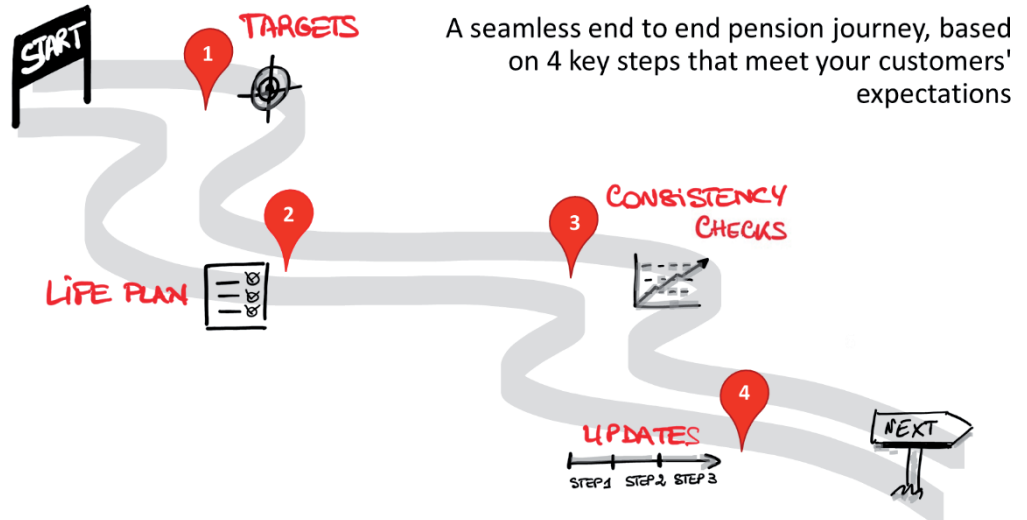 START
1
TARGETS
A seamless end to end pension journey, based
on 4 key steps that meet your customers'
expectations
2
LIFE PLAN
3
CONSISTENCY
CHECKS
4
UPDATES
STEP 1 STEP 2 STEP 3
NEXT